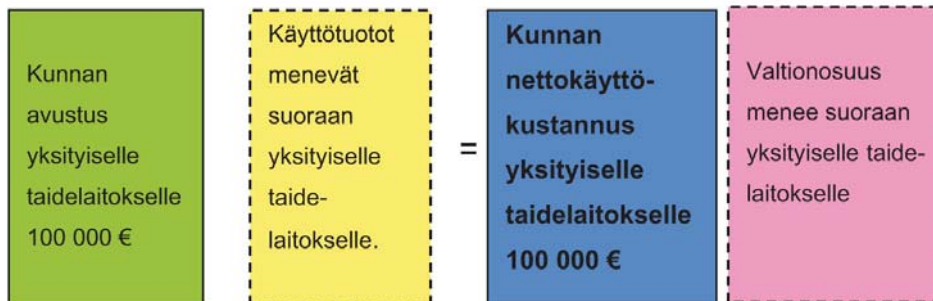 Kunnan
avustus
yksityiselle
taidelaitokselle
100 000 €
Käyttötuotot
menevät
suoraan
yksityiselle
taide-
laitokselle.
=
Kunnan
nettokäyttö-
kustannus
yksityiselle
taidelaitokselle
100 000 €
Valtionosuus
menee suoraan
yksityiselle taide-
laitokselle